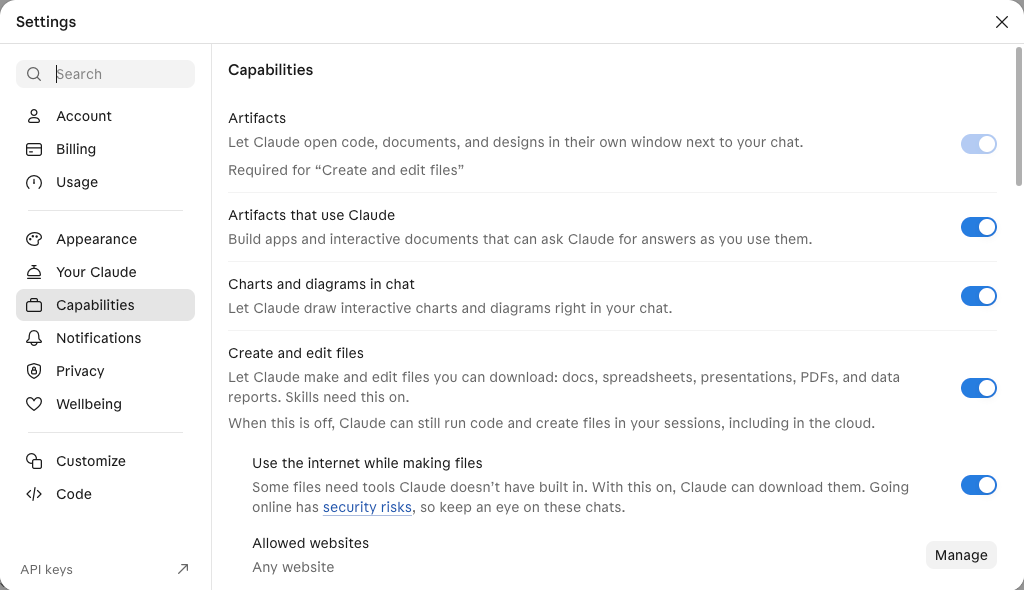 Settings
Search
Account
Billing
Usage
Appearance
Your Claude
Capabilities
Notifications
Privacy
Wellbeing
Customize
Code
API keys
Capabilities
Artifacts
Let Claude open code, documents, and designs in their own window next to your chat.
Required for “Create and edit files”
Artifacts that use Claude
Build apps and interactive documents that can ask Claude for answers as you use them.
Charts and diagrams in chat
Let Claude draw interactive charts and diagrams right in your chat.
Create and edit files
Let Claude make and edit files you can download: docs, spreadsheets, presentations, PDFs, and data
reports. Skills need this on.
When this is off, Claude can still run code and create files in your sessions, including in the cloud.
Use the internet while making files
Some files need tools Claude doesn’t have built in. With this on, Claude can download them. Going
online has security risks, so keep an eye on these chats.
Allowed websites
Any website
Manage